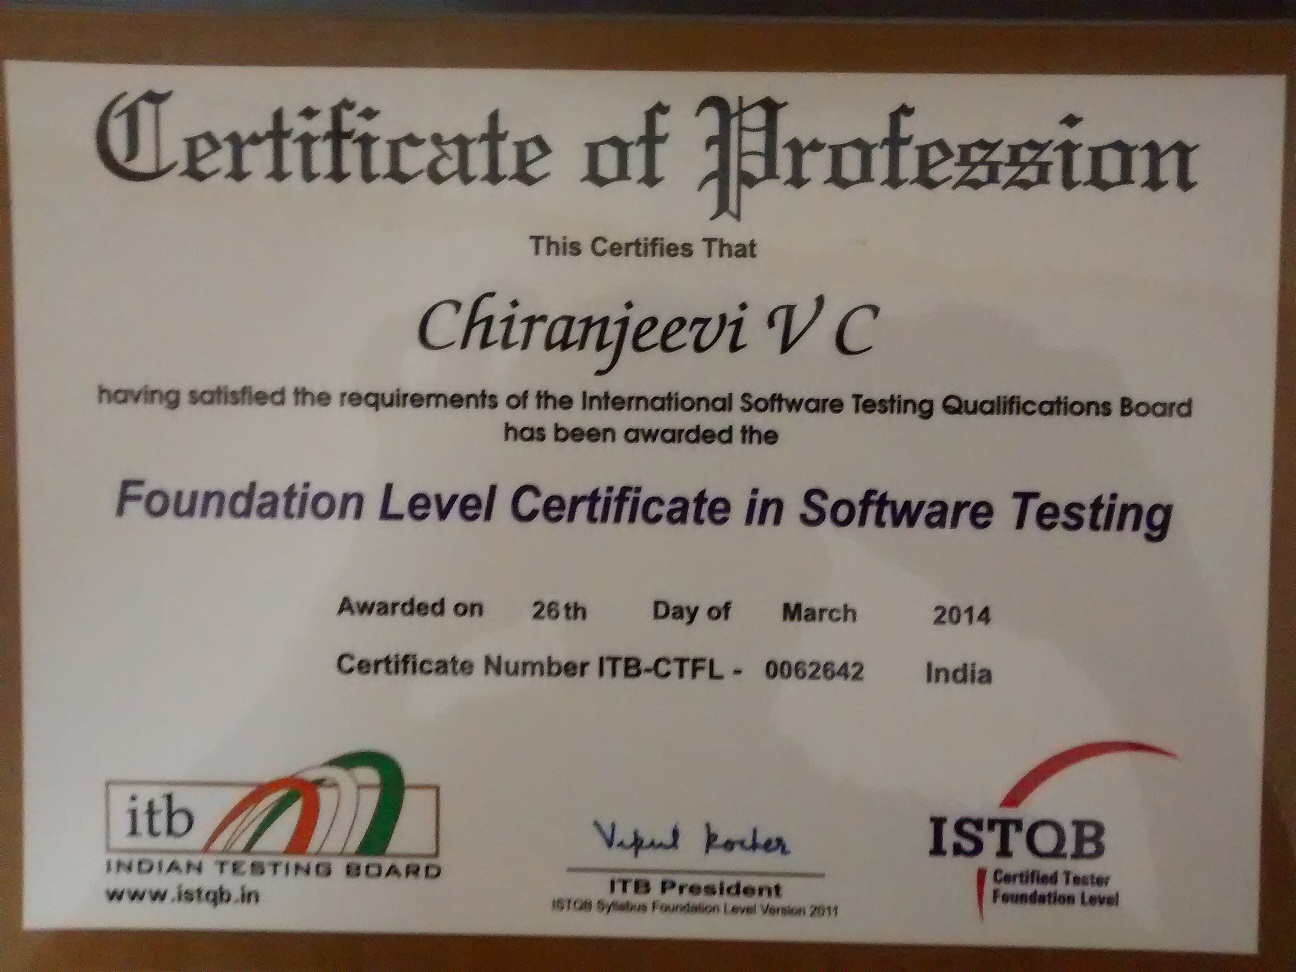 Certificate of Profession
This Certifies That
Chiranjeevi V C
having satisfied the requirements of the International Software Testing Qualifications Board
has been awarded the
Foundation Level Certificate in Software Testing
Awarded on 26th Day of March 2014
Certificate Number ITB-CTFL - 0062642 India
itb
INDIAN TESTING BOARD
www.istqb.in
Vipul Kocher
ITB President
ISTQB Syllabus Foundation Level Version 2011
ISTQB
Certified Tester
Foundation Level